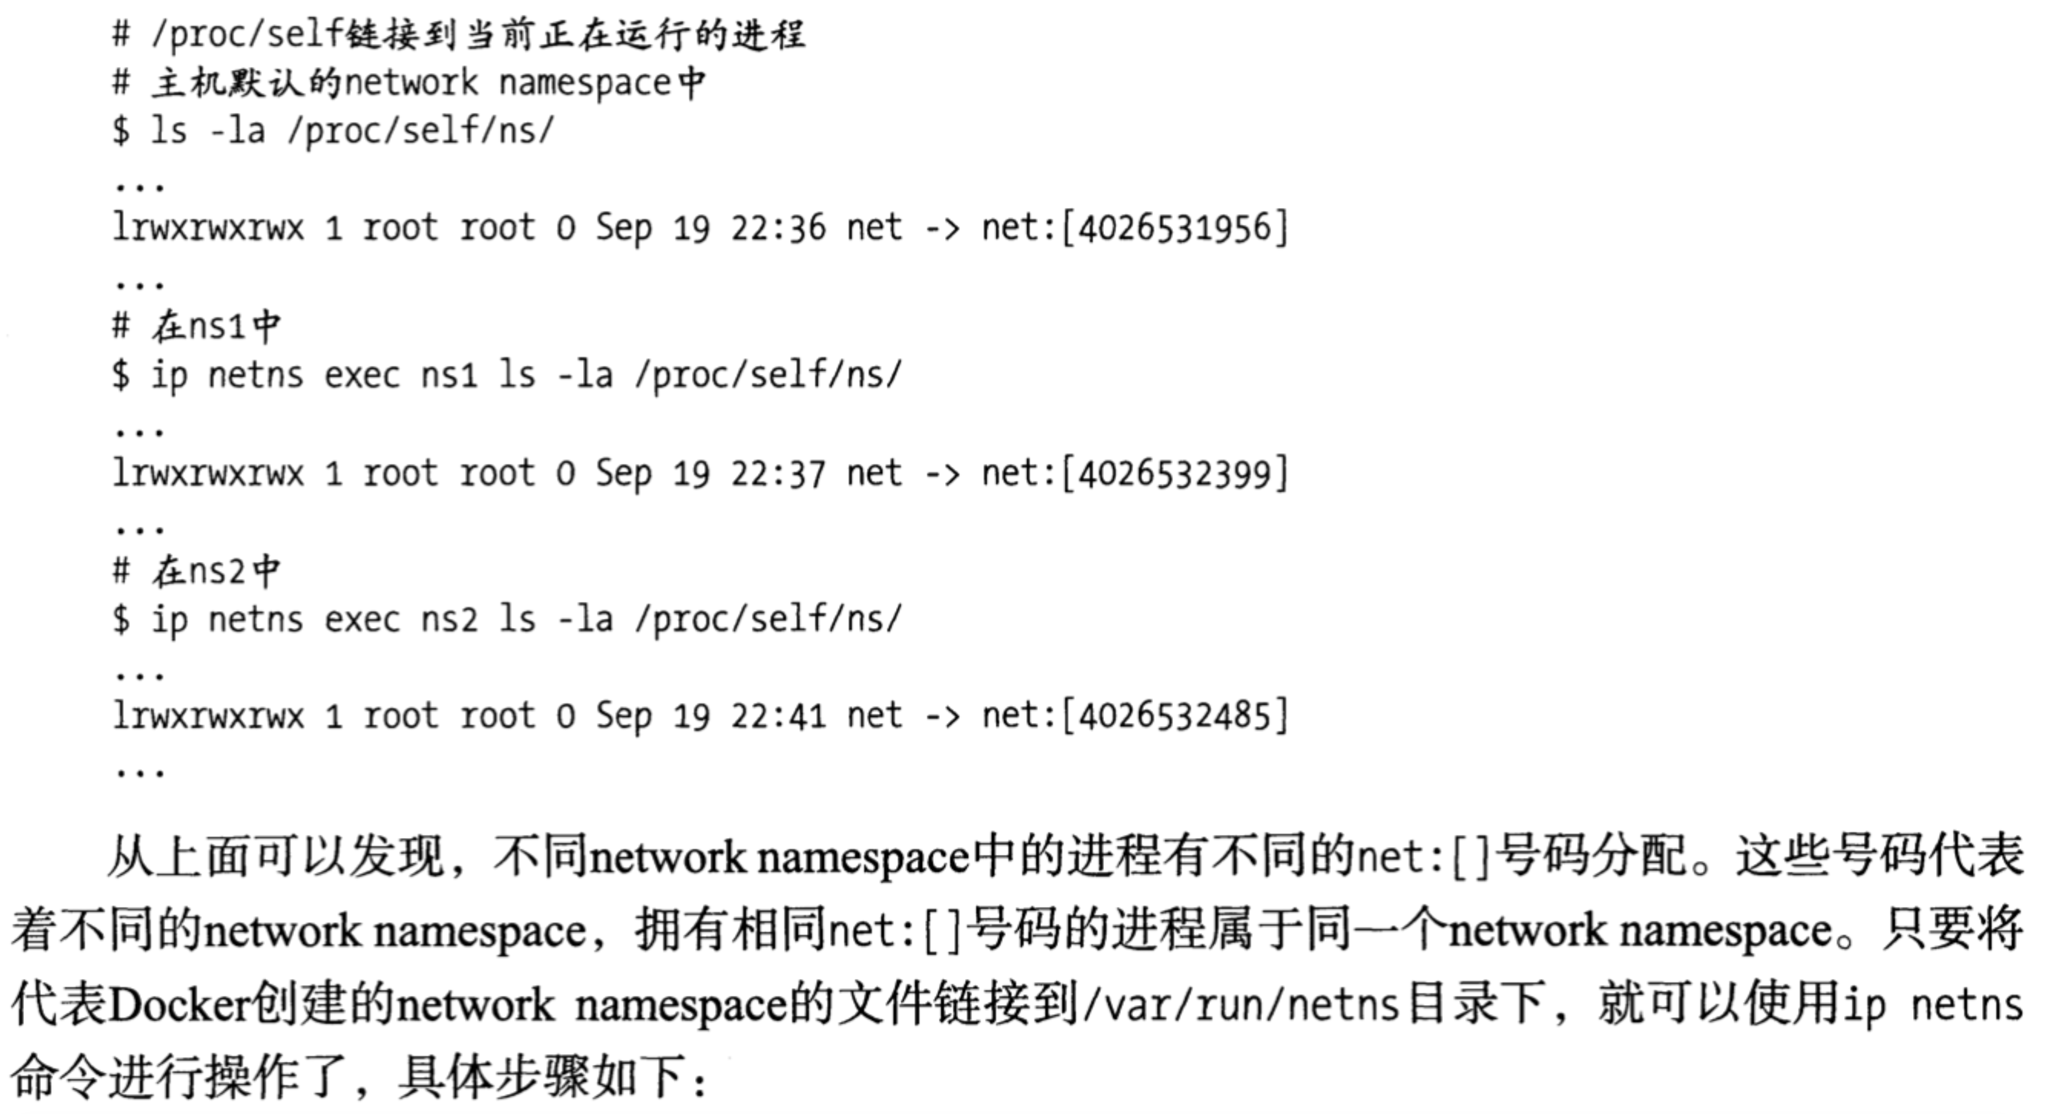 # /proc/self链接到当前正在运行的进程
# 主机默认的network namespace中
$ ls -la /proc/self/ns/
...
lrwxrwxrwx 1 root root 0 Sep 19 22:36 net -> net:[4026531956]
...
# 在ns1中
$ ip netns exec ns1 ls -la /proc/self/ns/
...
lrwxrwxrwx 1 root root 0 Sep 19 22:37 net -> net:[4026532399]
...
# 在ns2中
$ ip netns exec ns2 ls -la /proc/self/ns/
...
lrwxrwxrwx 1 root root 0 Sep 19 22:41 net -> net:[4026532485]
...
从上面可以发现，不同network namespace中的进程有不同的net:[]号码分配。这些号码代表
着不同的network namespace，拥有相同net:[]号码的进程属于同一个network namespace。只要将
代表Docker创建的network namespace的文件链接到/var/run/netns目录下，就可以使用ip netns
命令进行操作了，具体步骤如下：